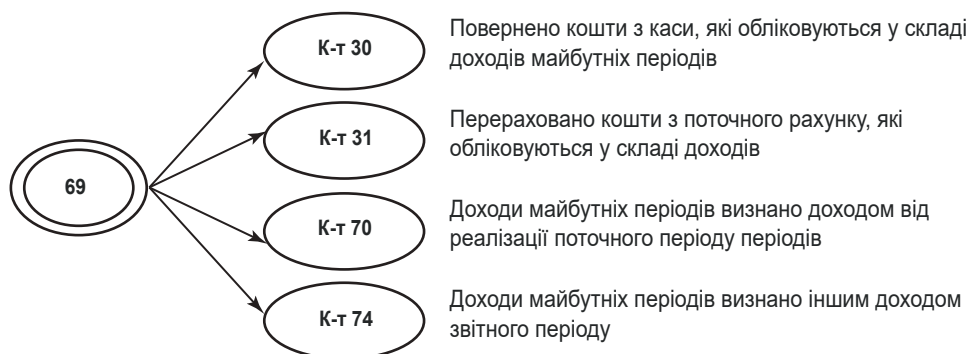 К-т 30
Повернено кошти з каси, які обліковуються у складі
доходів майбутніх періодів
К-т 31
Перераховано кошти з поточного рахунку, які
обліковуються у складі доходів
69
К-т 70
Доходи майбутніх періодів визнано доходом від
реалізації поточного періоду періодів
К-т 74
Доходи майбутніх періодів визнано іншим доходом
звітного періоду